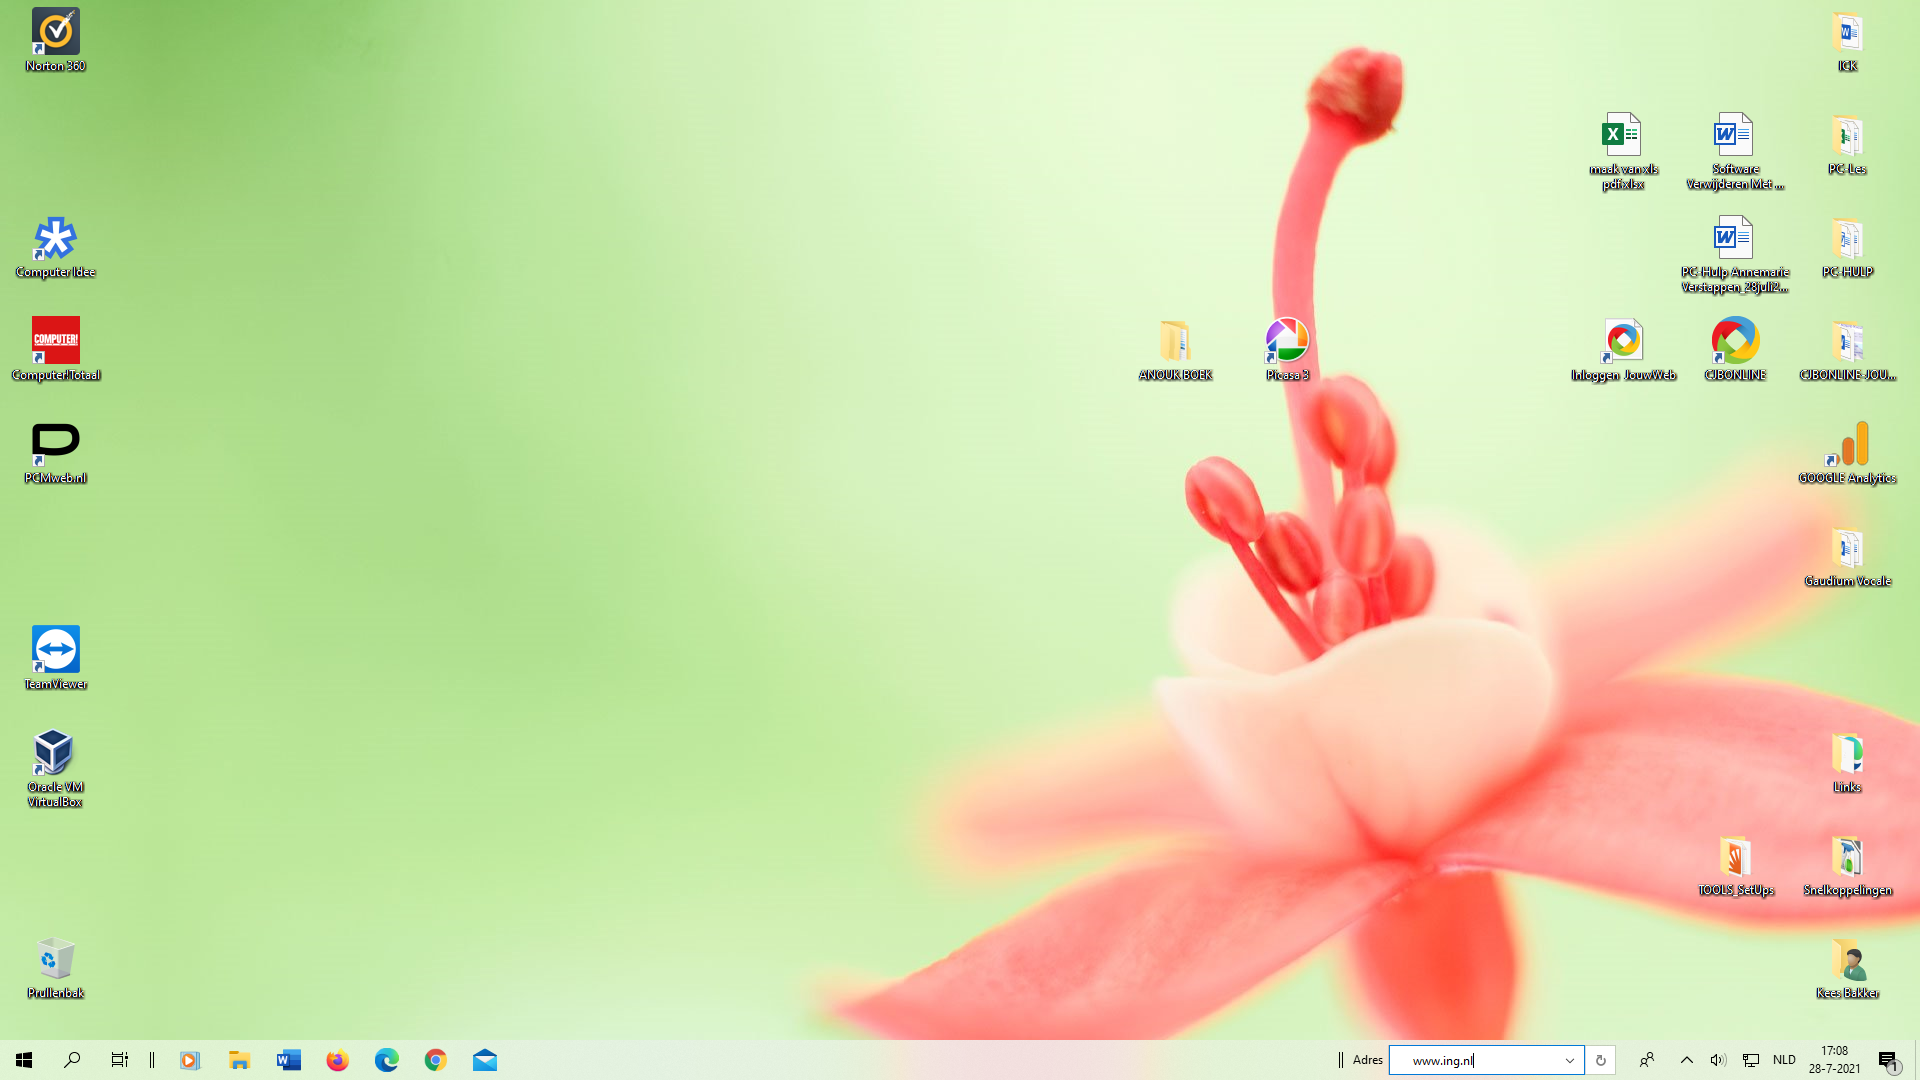 Norton 360
ICK
maak van xls
pdf.xlsx
Software
Verwijderen Met ...
PC-Les
Computer Idee
PC-Hulp Annemarie
Verstappen_28juli2...
PC-HULP
COMPUTER!
Computer!Totaal
ANOUK BOEK
Picasa 3
Inloggen JouwWeb
CJBONLINE
CJBONLINE-JOU...
PCMweb.nl
GOOGLE Analytics
Gaudium Vocale
TeamViewer
Oracle VM
VirtualBox
Links
TOOLS_SetUps
Snelkoppelingen
Prullenbak
Kees Bakker
Adres
www.ing.nl
NLD
17:08
28-7-2021
1